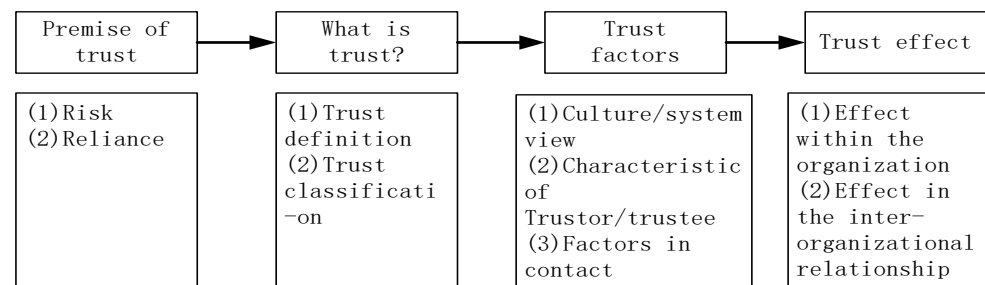 Premise of
trust
What is
trust?
Trust
factors
Trust effect
(1)Risk
(2)Reliance
(1)Trust
definition
(2)Trust
classificati
-on
(1)Culture/system
view
(2)Characteristic
of
Trustor/trustee
(3)Factors in
contact
(1)Effect
within the
organization
(2)Effect in
the inter-
organizational
relationship